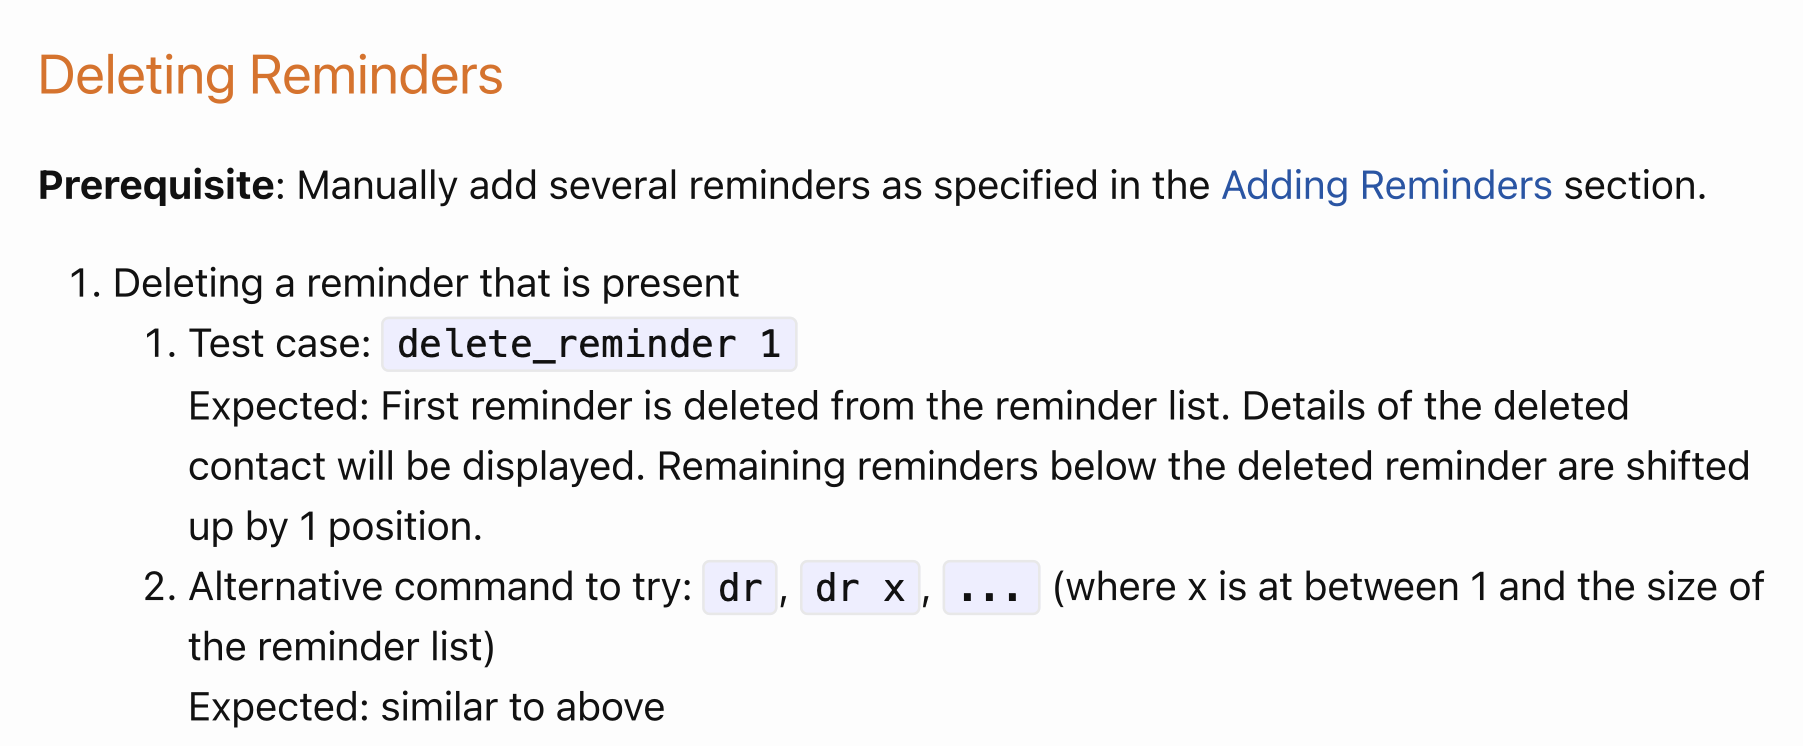 Deleting Reminders
Prerequisite: Manually add several reminders as specified in the Adding Reminders section.
1. Deleting a reminder that is present
1. Test case: delete_reminder 1
Expected: First reminder is deleted from the reminder list. Details of the deleted
contact will be displayed. Remaining reminders below the deleted reminder are shifted
up by 1 position.
2. Alternative command to try: dr, dr x, ... (where x is at between 1 and the size of
the reminder list)
Expected: similar to above